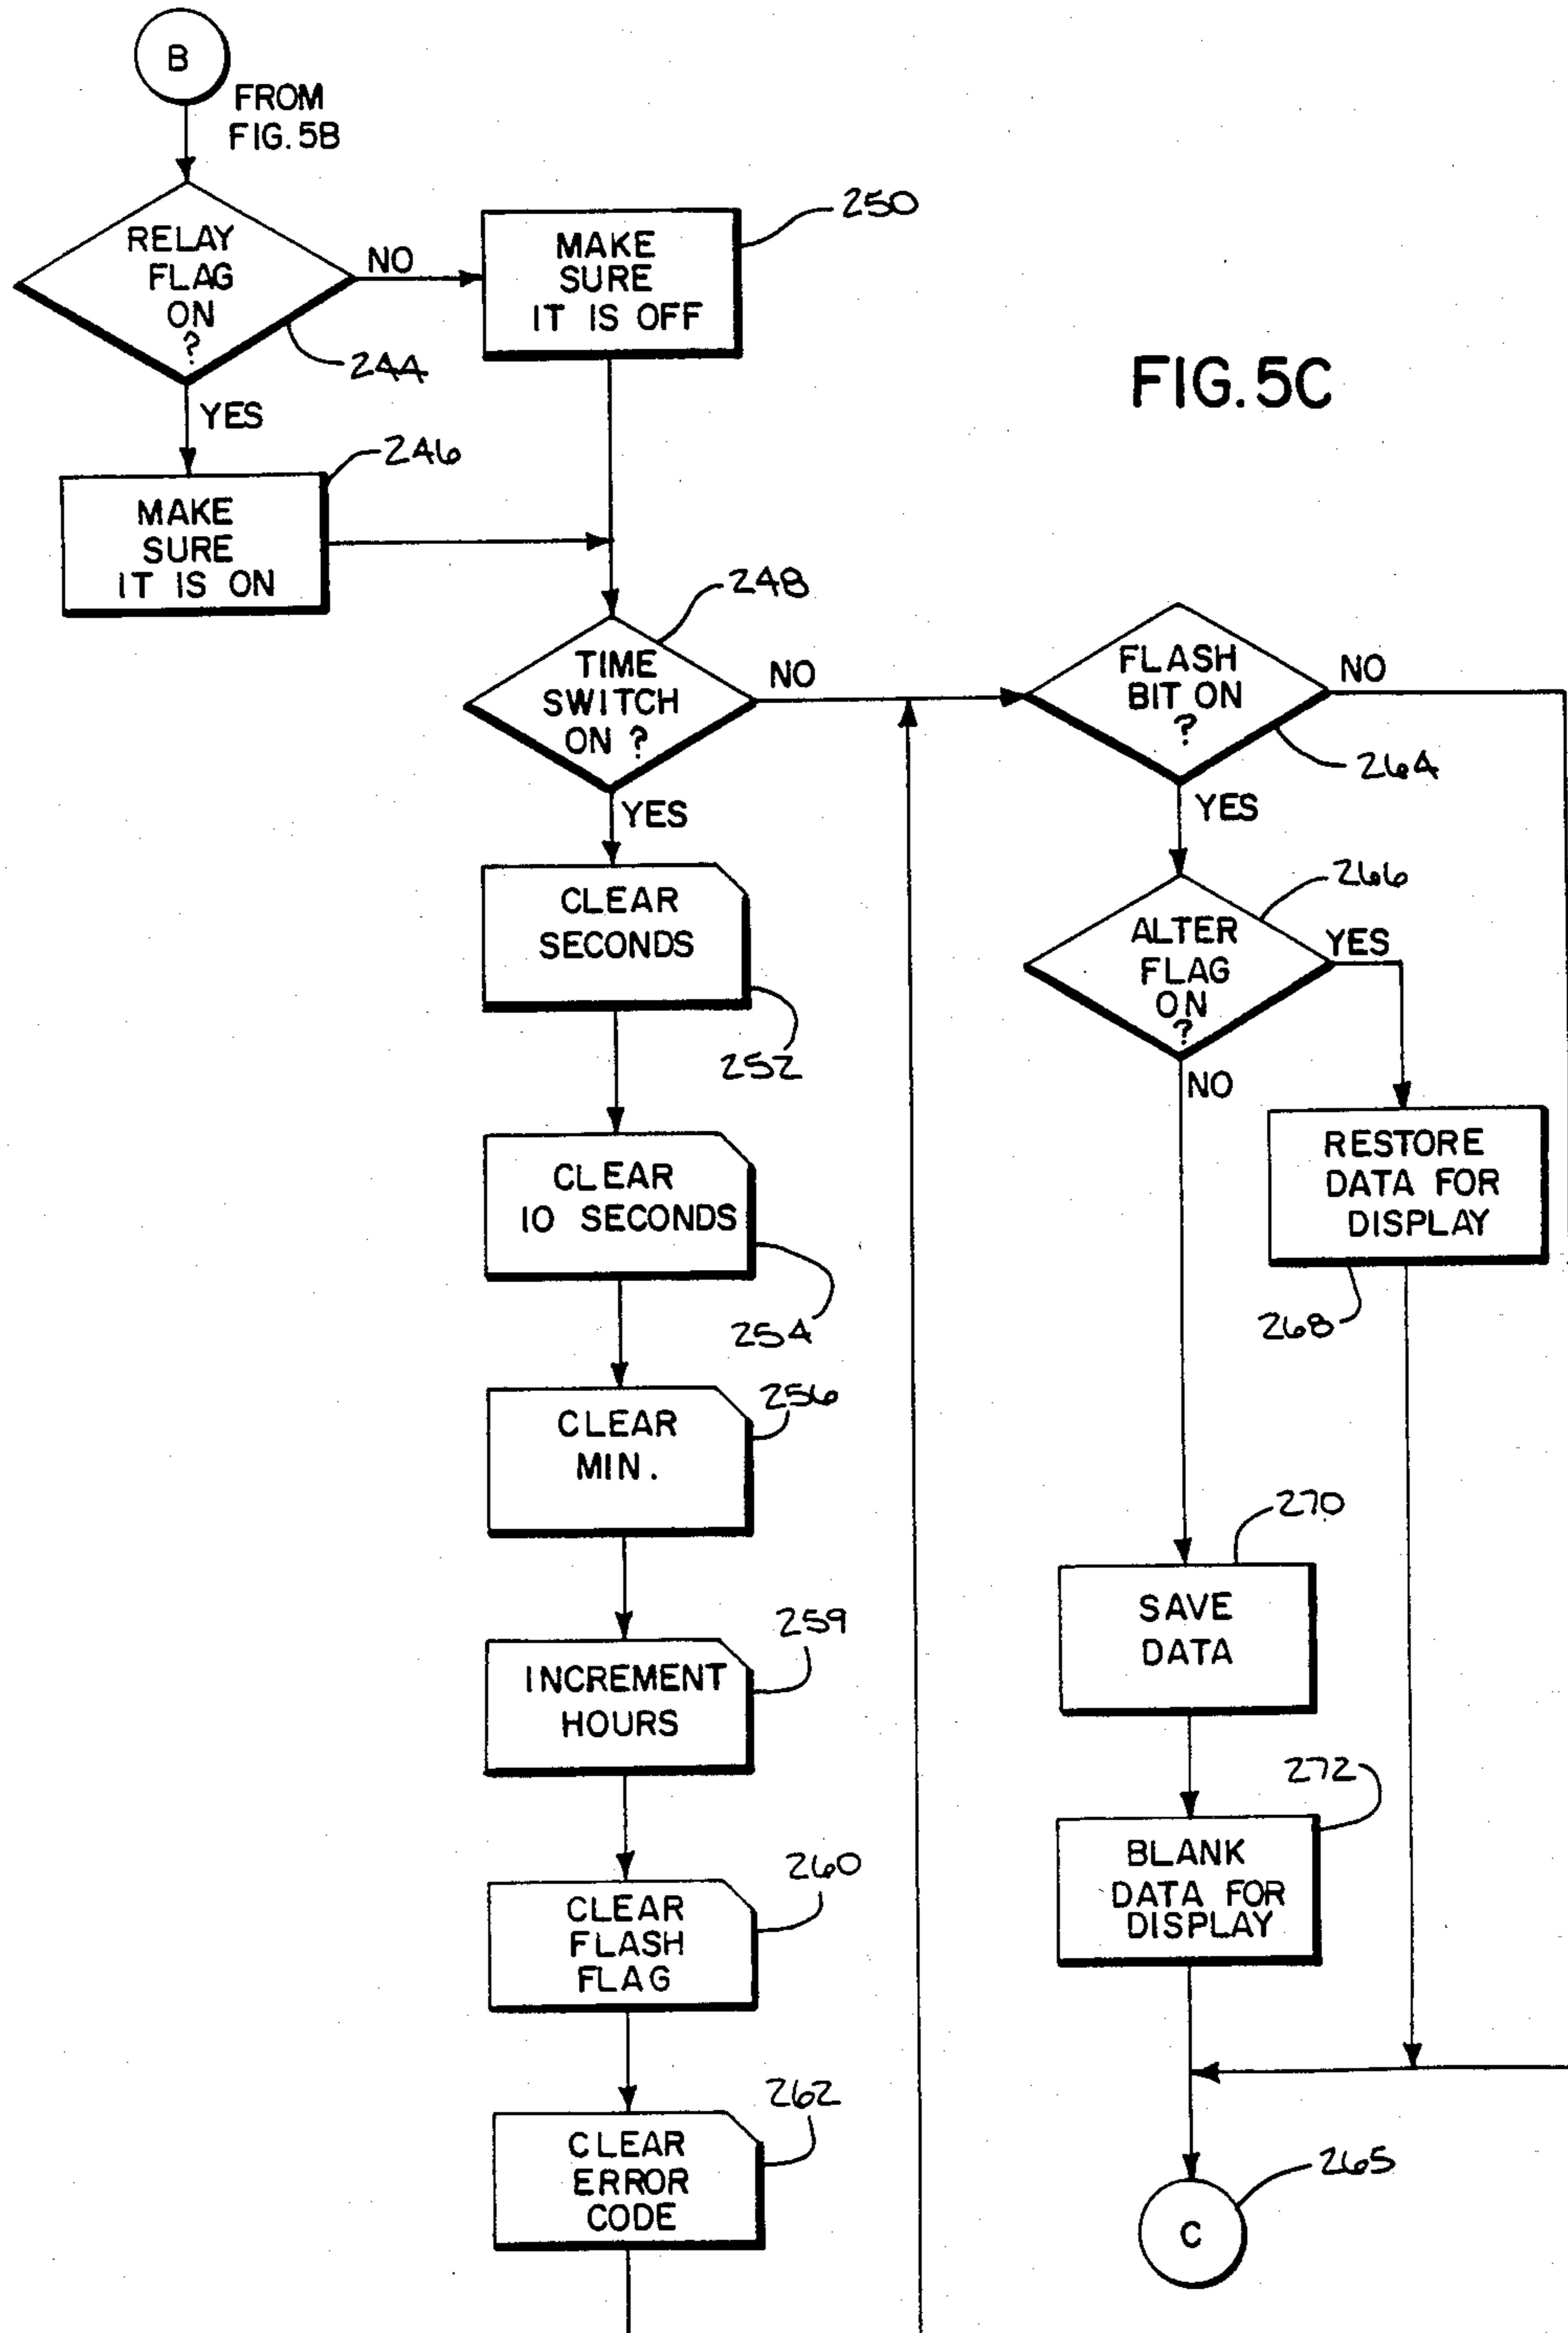 B
FROM
FIG. 5B
RELAY
FLAG
ON
?
NO
244
YES
MAKE
SURE
IT IS OFF
250
FIG. 5C
246
MAKE
SURE
IT IS ON
248
TIME
SWITCH
ON ?
NO
YES
FLASH
BIT ON
?
NO
264
YES
CLEAR
SECONDS
252
ALTER
FLAG
ON
?
266
YES
NO
CLEAR
10 SECONDS
254
RESTORE
DATA FOR
DISPLAY
268
CLEAR
MIN.
256
270
SAVE
DATA
INCREMENT
HOURS
259
272
BLANK
DATA FOR
DISPLAY
CLEAR
FLASH
FLAG
260
CLEAR
ERROR
CODE
262
265
C